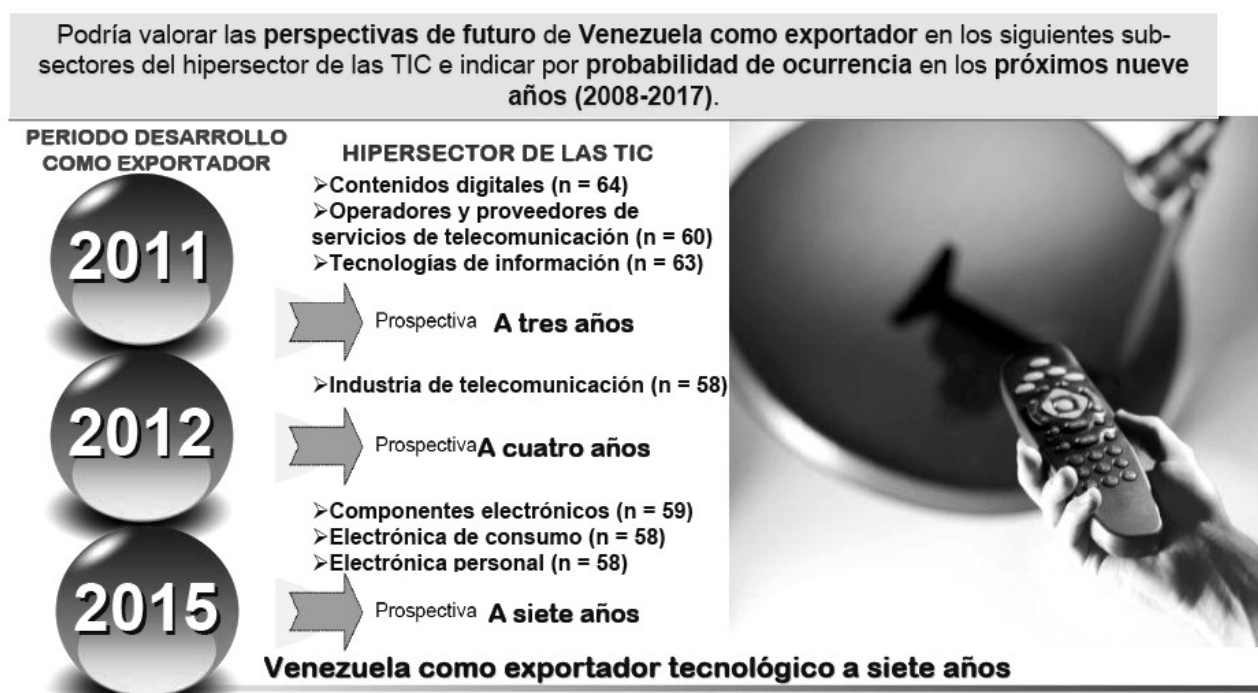 Podría valorar las perspectivas de futuro de Venezuela como exportador en los siguientes sub-
sectores del hipersector de las TIC e indicar por probabilidad de ocurrencia en los próximos nueve
años (2008-2017).
PERIODO DESARROLLO
COMO EXPORTADOR
HIPERSECTOR DE LAS TIC
2011
➢Contenidos digitales (n = 64)
➢Operadores y proveedores de
servicios de telecomunicación (n = 60)
➢Tecnologías de información (n = 63)
Prospectiva A tres años
2012
➢Industria de telecomunicación (n = 58)
Prospectiva A cuatro años
2015
➢Componentes electrónicos (n = 59)
➢Electrónica de consumo (n = 58)
➢Electrónica personal (n = 58)
Prospectiva A siete años
Venezuela como exportador tecnológico a siete años